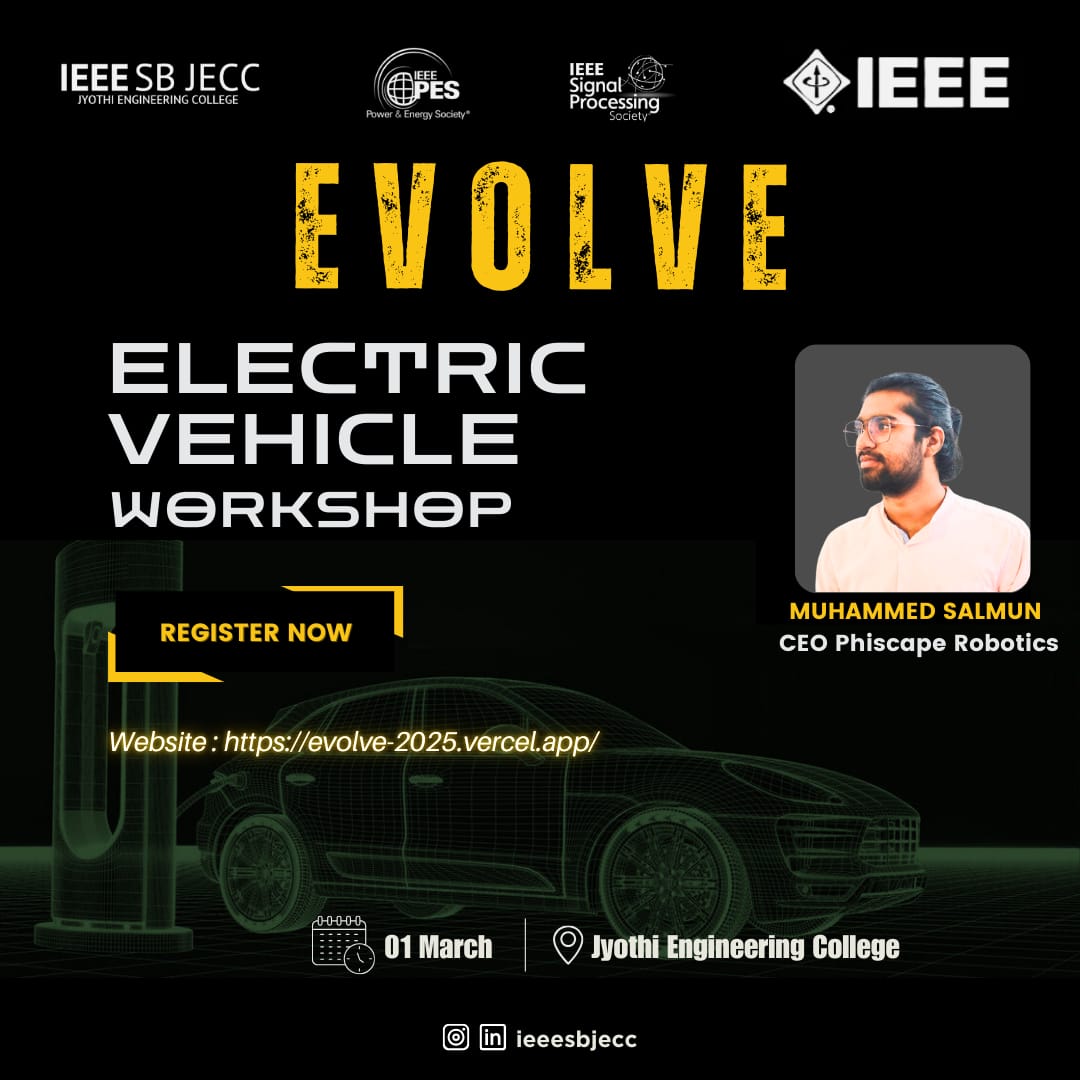 IEEE SB JECC
JYOTHI ENGINEERING COLLEGE
IEEE
PES
Power & Energy Society®
IEEE
Signal
Processing
Society
IEEE
EVOLVE
ELECTRIC
VEHICLE
WORKSHOP
MUHAMMED SALMUN
CEO Phiscape Robotics
REGISTER NOW
Website : https://evolve-2025.vercel.app/
01 March
Jyothi Engineering College
ieeesbjecc